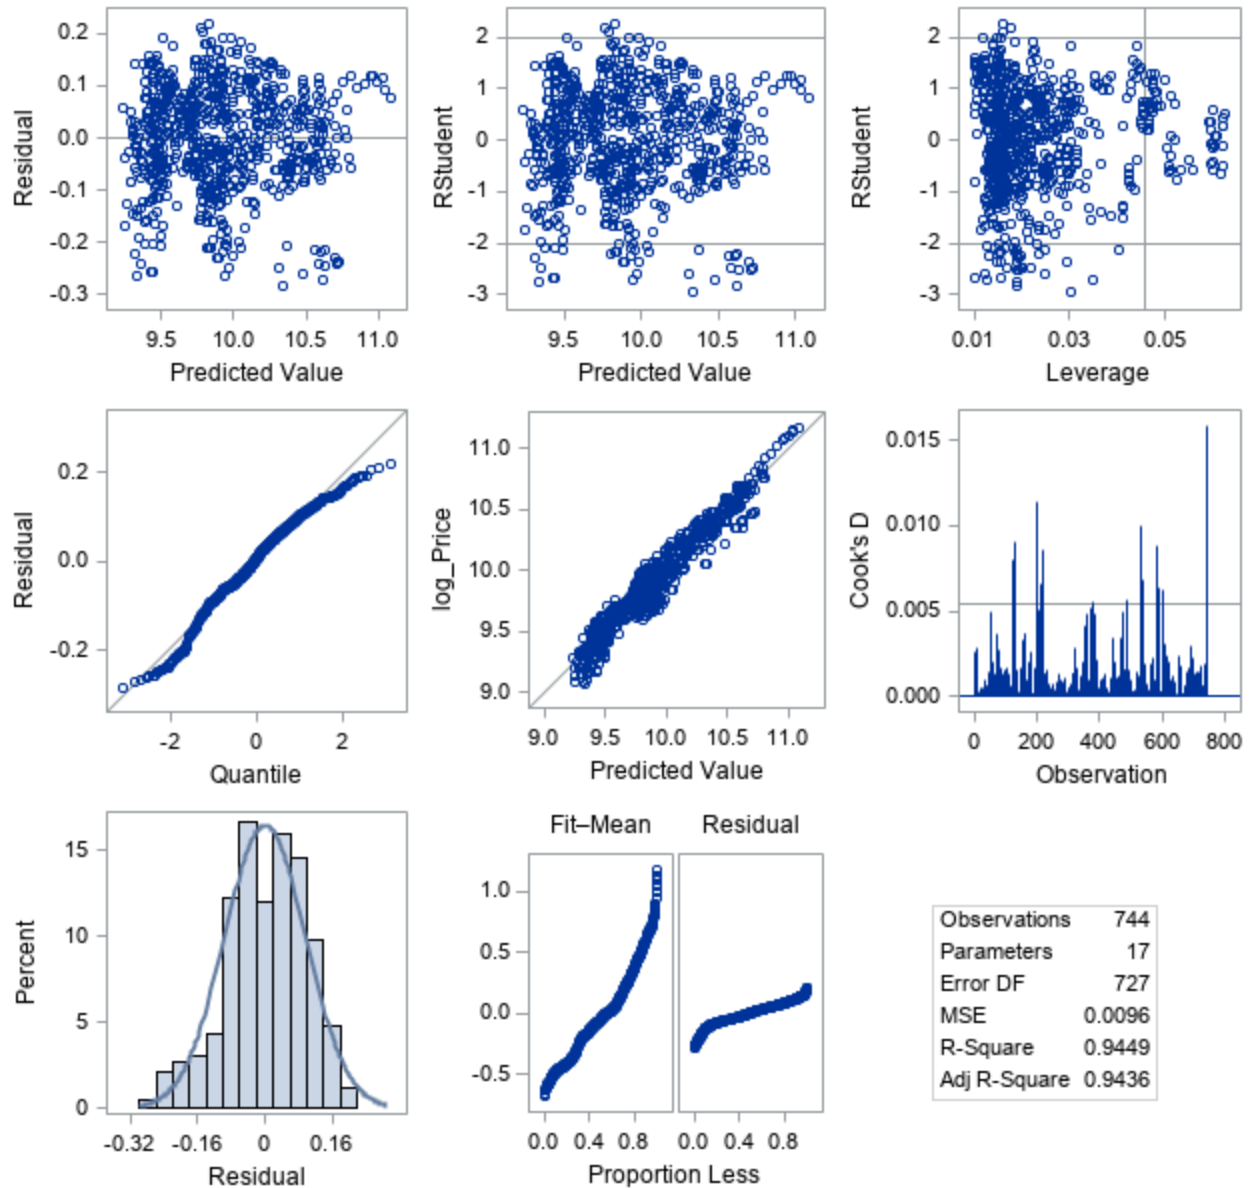 0.2
0.1
0.0
-0.1
-0.2
-0.3
Residual
9.5 10.0 10.5 11.0
Predicted Value
2
1
0
-1
-2
-3
RStudent
9.5 10.0 10.5 11.0
Predicted Value
2
1
0
-1
-2
-3
RStudent
0.01 0.03 0.05
Leverage
0.2
0.0
-0.2
Residual
-2 0 2
Quantile
11.0
10.5
10.0
9.5
9.0
log_Price
9.0 9.5 10.0 10.5 11.0
Predicted Value
0.015
0.010
0.005
0.000
Cook's D
0 200 400 600 800
Observation
15
10
5
0
Percent
-0.32 -0.16 0 0.16
Residual
Fit–Mean Residual
1.0
0.5
0.0
-0.5
0.0 0.4 0.8 0.0 0.4 0.8
Proportion Less
Observations 744
Parameters 17
Error DF 727
MSE 0.0096
R-Square 0.9449
Adj R-Square 0.9436